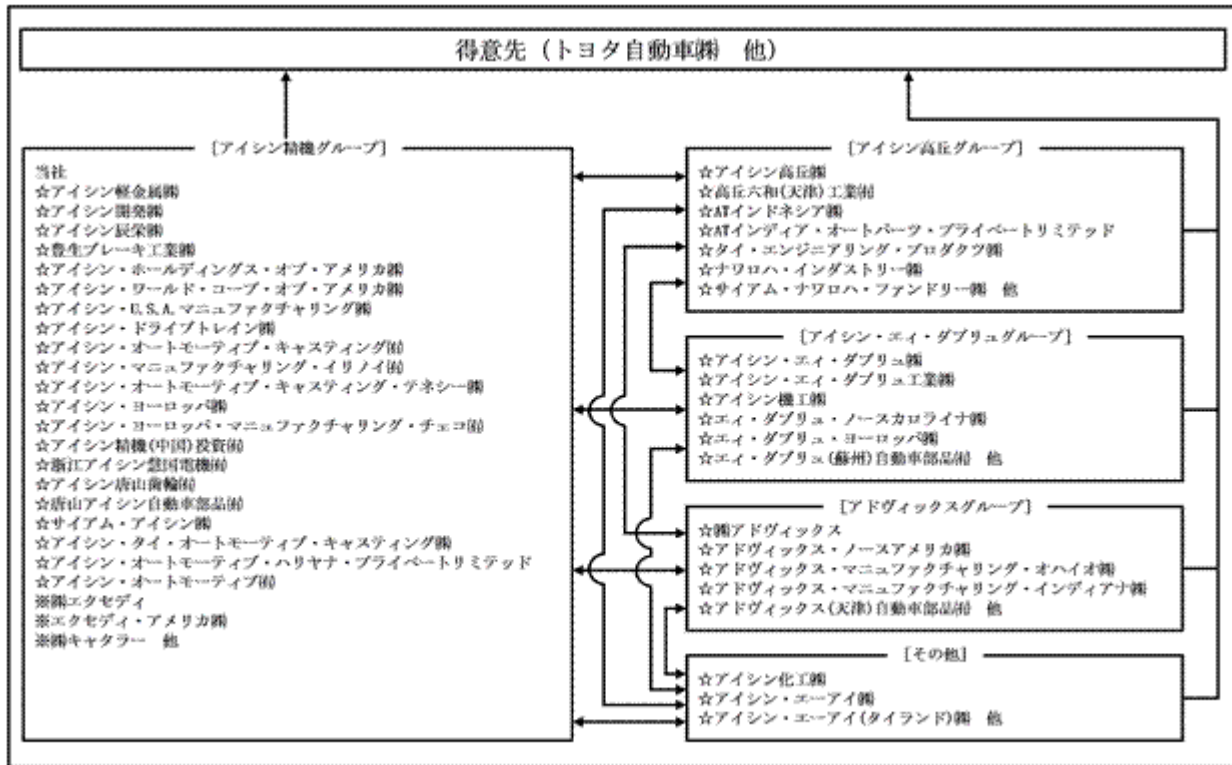 得意先（トヨタ自動車㈱　他）
[アイシン精機グループ]
当社
☆アイシン軽金属㈱
☆アイシン開発㈱
☆アイシン辰栄㈱
☆豊生ブレーキ工業㈱
☆アイシン・ホールディングス・オブ・アメリカ㈱
☆アイシン・ワールド・コープ・オブ・アメリカ㈱
☆アイシン・U.S.A.マニュファクチャリング㈱
☆アイシン・ドライブトレイン㈱
☆アイシン・オートモーティブ・キャスティング㈲
☆アイシン・マニュファクチャリング・イリノイ㈲
☆アイシン・オートモーティブ・キャスティング・テネシー㈱
☆アイシン・ヨーロッパ㈱
☆アイシン・ヨーロッパ・マニュファクチャリング・チェコ㈲
☆アイシン精機(中国)投資㈲
☆浙江アイシン慧国電機㈲
☆アイシン唐山歯輪㈲
☆唐山アイシン自動車部品㈲
☆サイアム・アイシン㈱
☆アイシン・タイ・オートモーティブ・キャスティング㈱
☆アイシン・オートモーティブ・ハリヤナ・プライベートリミテッド
☆アイシン・オートモーティブ㈲
※㈱エクセディ
※エクセディ・アメリカ㈱
※㈱キャタラー　他
[アイシン高丘グループ]
☆アイシン高丘㈱
☆高丘六和(天津)工業㈲
☆ATインドネシア㈱
☆ATインディア・オートパーツ・プライベートリミテッド
☆タイ・エンジニアリング・プロダクツ㈱
☆ナワロハ・インダストリー㈱
☆サイアム・ナワロハ・ファンドリー㈱　他
[アイシン・エィ・ダブリュグループ]
☆アイシン・エィ・ダブリュ㈱
☆アイシン・エィ・ダブリュ工業㈱
☆アイシン機工㈱
☆エィ・ダブリュ・ノースカロライナ㈱
☆エィ・ダブリュ・ヨーロッパ㈱
☆エィ・ダブリュ(蘇州)自動車部品㈲　他
[アドヴィックスグループ]
☆㈱アドヴィックス
☆アドヴィックス・ノースアメリカ㈱
☆アドヴィックス・マニュファクチャリング・オハイオ㈱
☆アドヴィックス・マニュファクチャリング・インディアナ㈱
☆アドヴィックス(天津)自動車部品㈲　他
[その他]
☆アイシン化工㈱
☆アイシン・エーアイ㈱
☆アイシン・エーアイ(タイランド)㈱　他